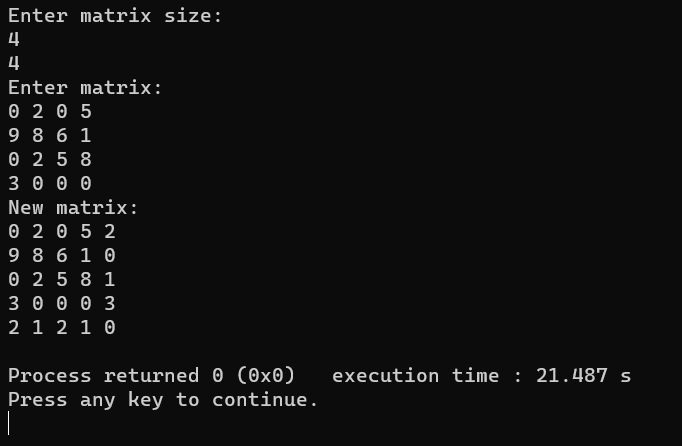 Enter matrix size:
4
4
Enter matrix:
0 2 0 5
9 8 6 1
0 2 5 8
3 0 0 0
New matrix:
0 2 0 5 2
9 8 6 1 0
0 2 5 8 1
3 0 0 0 3
2 1 2 1 0
Process returned 0 (0x0)   execution time : 21.487 s
Press any key to continue.